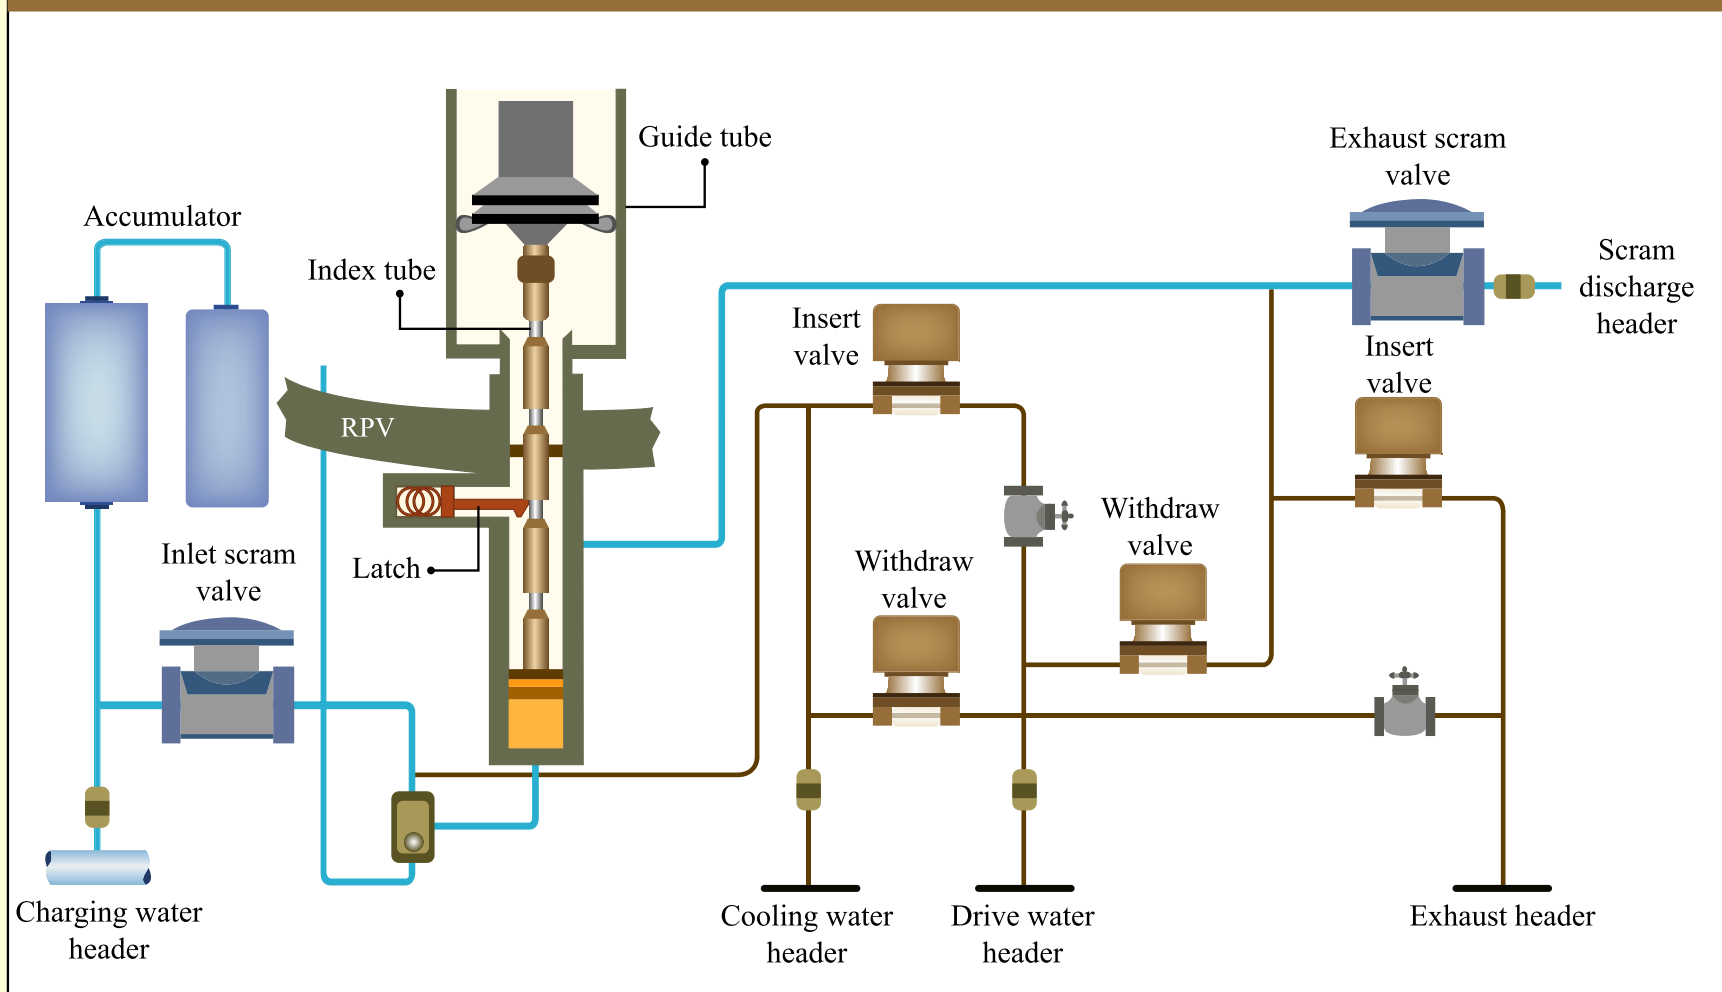 Guide tube
Exhaust scram
valve
Accumulator
Index tube
Scram
discharge
header
Insert
valve
Insert
valve
RPV
Withdraw
valve
Inlet scram
valve
Latch
Withdraw
valve
Charging water
header
Cooling water
header
Drive water
header
Exhaust header